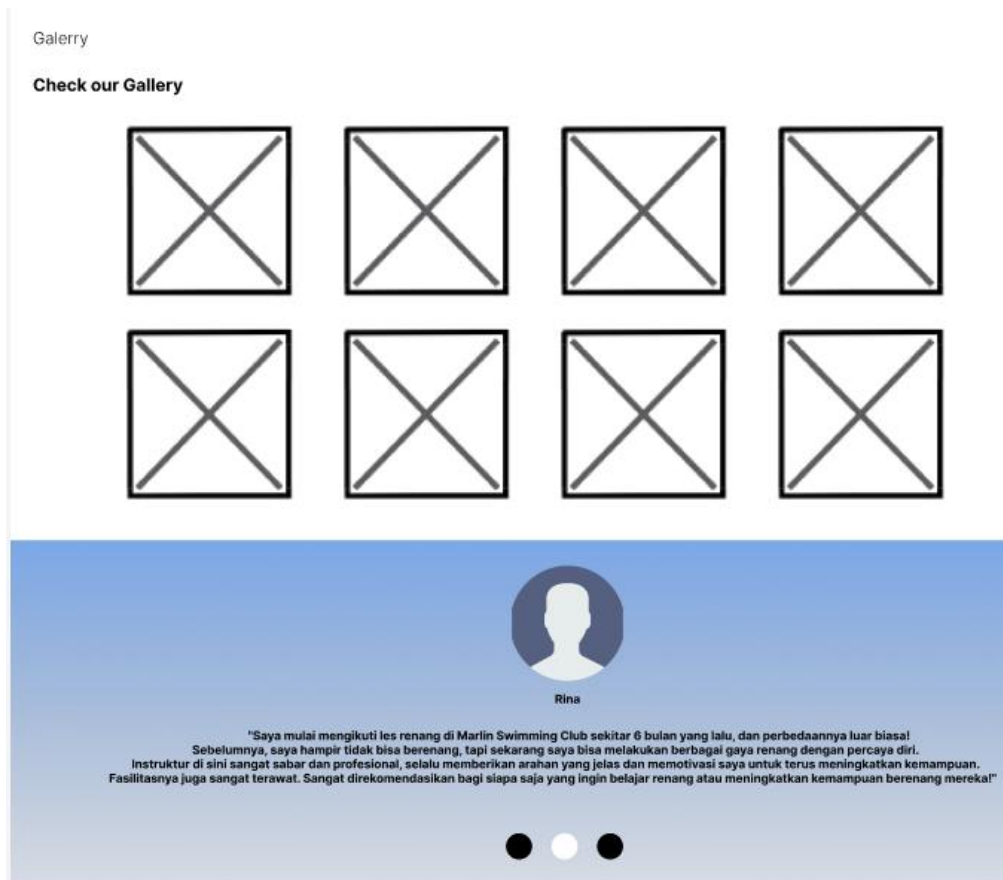 Galerry
Check our Gallery
Rina
"Saya mulai mengikuti les renang di Marlin Swimming Club sekitar 6 bulan yang lalu, dan perbedaannya luar biasa!
Sebelumnya, saya hampir tidak bisa berenang, tapi sekarang saya bisa melakukan berbagai gaya renang dengan percaya diri.
Instruktur di sini sangat sabar dan profesional, selalu memberikan arahan yang jelas dan memotivasi saya untuk terus meningkatkan kemampuan.
Fasilitasnya juga sangat terawat. Sangat direkomendasikan bagi siapa saja yang ingin belajar renang atau meningkatkan kemampuan berenang mereka!"